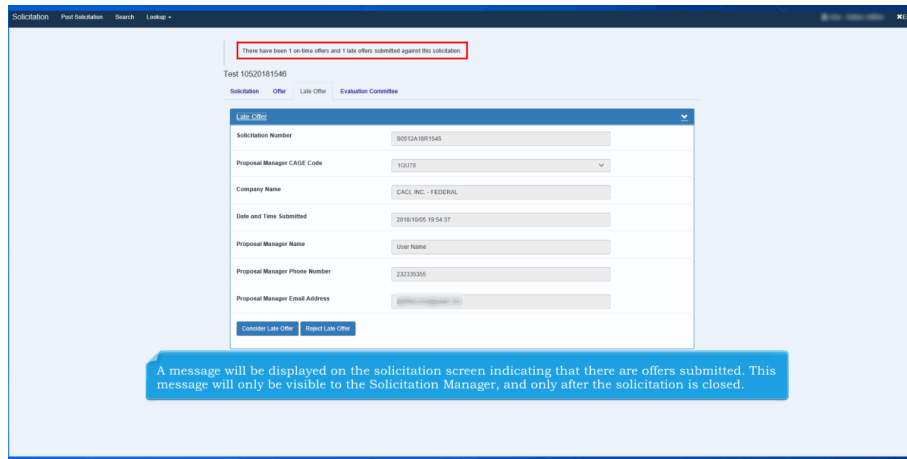 Solicitation Post Solicitation Search Lookup
There have been 1 on-time offers and 1 late offers submitted against this solicitation.
Test 10520181546
Solicitation Offer Late Offer Evaluation Committee
Late Offer
Solicitation Number S0512A18R1545
Proposal Manager CAGE Code 1QU78
Company Name CACI, INC. - FEDERAL
Date and Time Submitted 2018/10/05 19:54:37
Proposal Manager Name User Name
Proposal Manager Phone Number 232335355
Proposal Manager Email Address
Consider Late Offer Reject Late Offer
A message will be displayed on the solicitation screen indicating that there are offers submitted. This
message will only be visible to the Solicitation Manager, and only after the solicitation is closed.